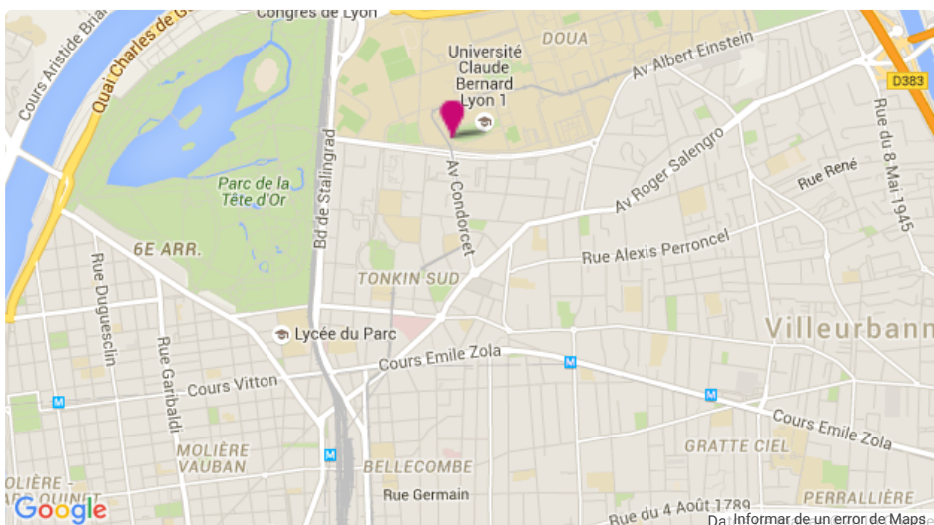 Congrès de Lyon
Cours Aristide Briar
Quai Charles de G
DOUA
Université
Claude
Bernard
Lyon 1
Av Albert Einstein
D383
Rue du 8 Mai 1945
Bd de Stalingrad
Av Condorcet
Av Roger Salengro
Rue René
Parc de la
Tête d'Or
6E ARR.
Rue Duguesclin
Rue Garibaldi
TONKIN SUD
Rue Alexis Perroncel
Lycée du Parc
Villeurbann
Cours Emile Zola
Cours Vitton
M
M
M
M
Cours Emile Zola
MOLIÈRE
VAUBAN
BELLECOMBE
GRATTE CIEL
OLIÈRE -
Rue Germain
PERRALLIÈRE
Rue du 4 Août 1789
Google
Informar de un error de Maps